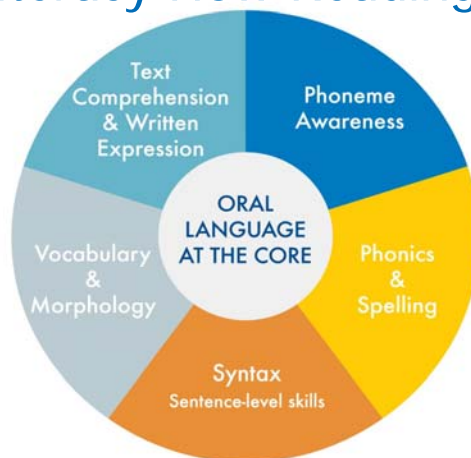 Phoneme
Awareness
Phonics
&
Spelling
Syntax
Sentence-level skills
Vocabulary
&
Morphology
Text
Comprehension
& Written
Expression
ORAL
LANGUAGE
AT THE CORE